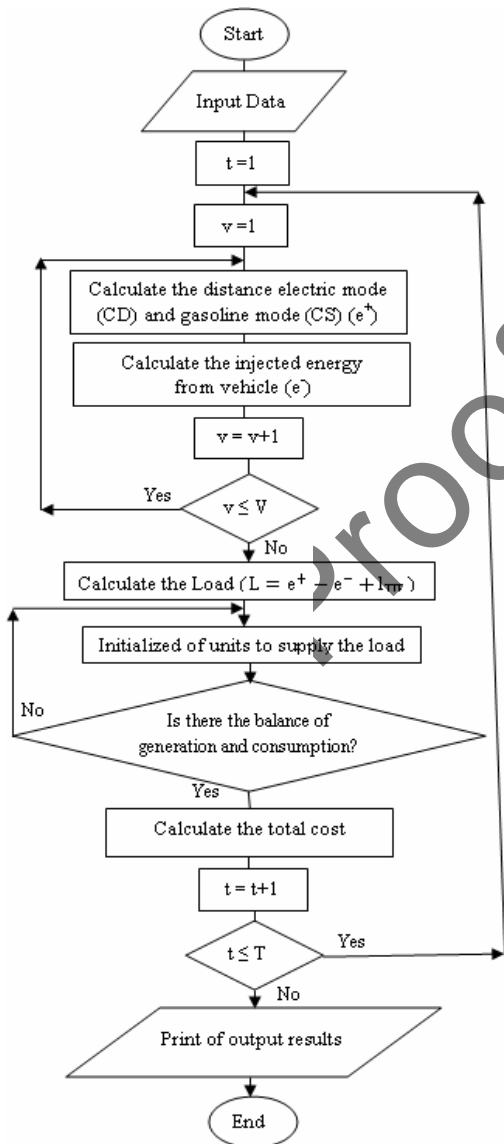 Start
Input Data
t =1
v =1
Calculate the distance electric mode
(CD) and gasoline mode (CS) (e⁺)
Calculate the injected energy
from vehicle (e⁻)
v = v+1
Yes
v ≤ V
No
Calculate the Load ( L = e⁺ − e⁻ + )
Initialized of units to supply the load
No
Is there the balance of
generation and consumption?
Yes
Calculate the total cost
t = t+1
t ≤ T
Yes
No
Print of output results
End